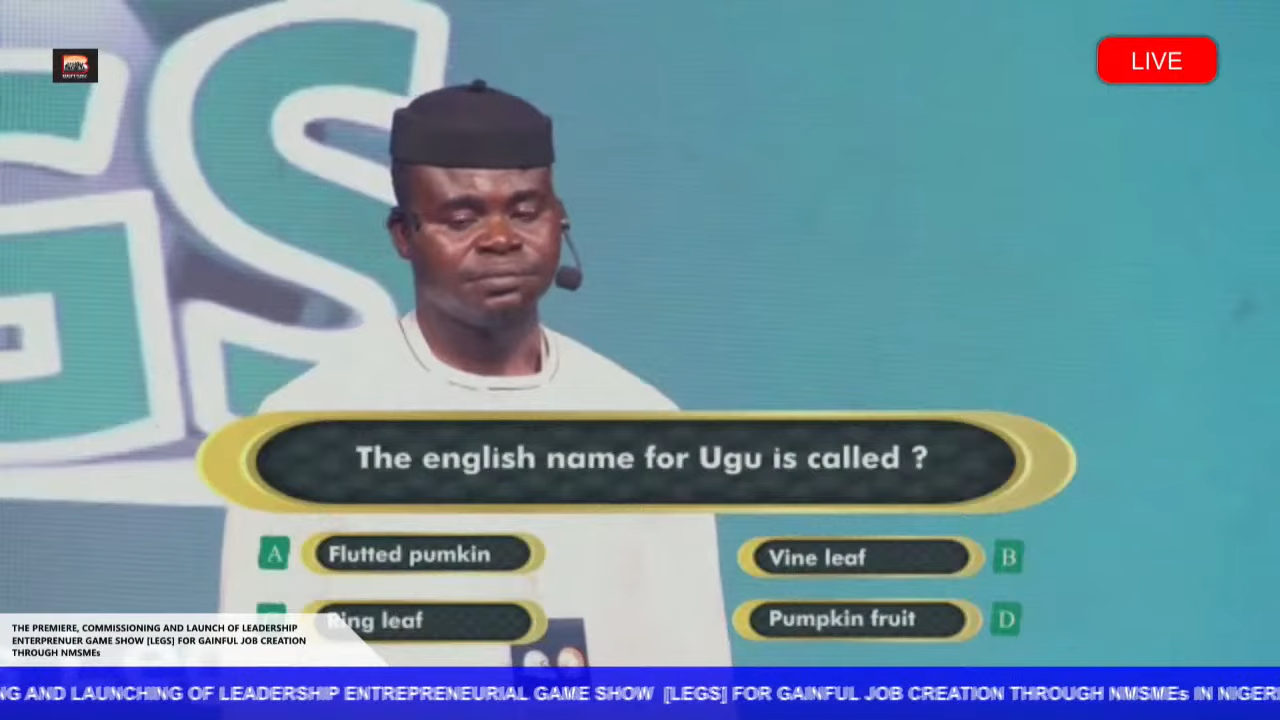 LIVE
The english name for Ugu is called ?
A Flutted pumkin
Vine leaf B
Ring leaf
Pumpkin fruit D
THE PREMIERE, COMMISSIONING AND LAUNCH OF LEADERSHIP
ENTERPRENUER GAME SHOW [LEGS] FOR GAINFUL JOB CREATION
THROUGH NMSMEs
NG AND LAUNCHING OF LEADERSHIP ENTREPRENEURIAL GAME SHOW [LEGS] FOR GAINFUL JOB CREATION THROUGH NMSMEs IN NIGERI